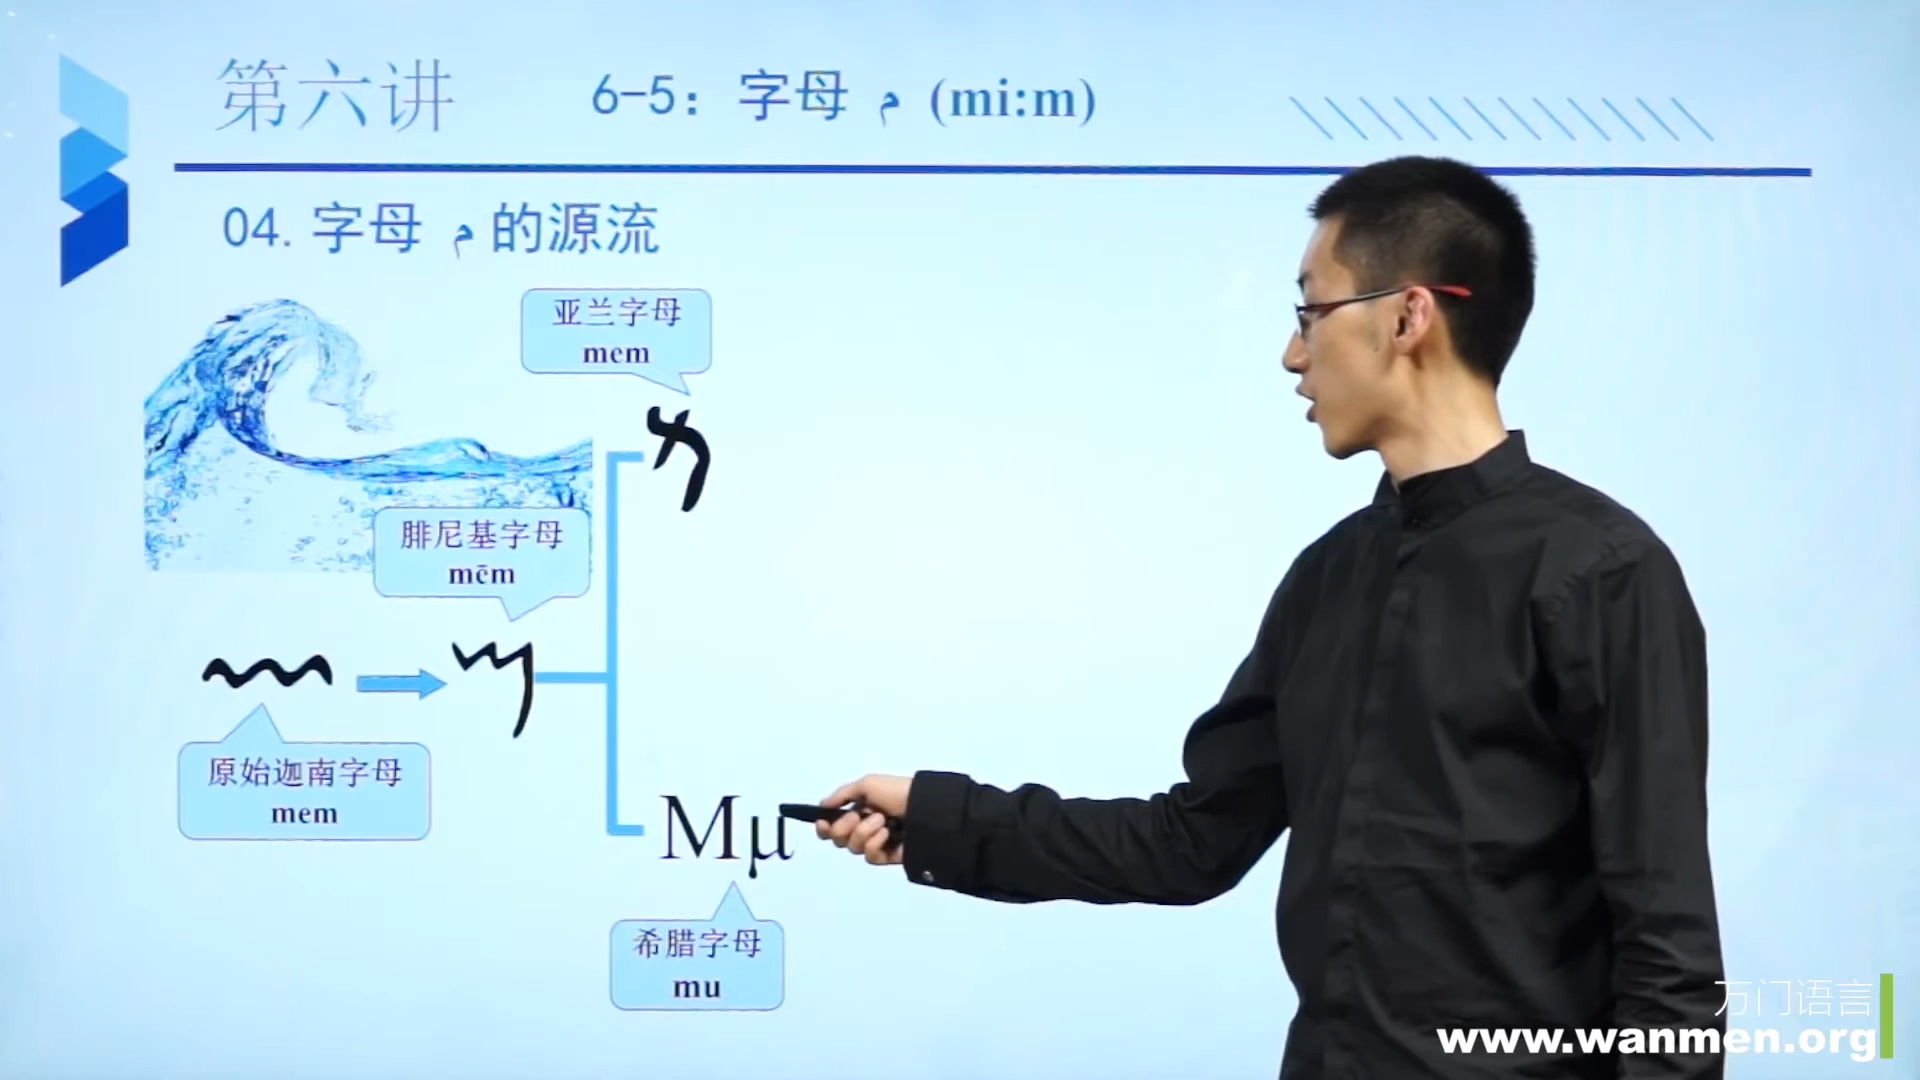 第六讲
6-5：字母 م (mi:m)
04. 字母 م 的源流
亚兰字母
mem
腓尼基字母
mēm
原始迦南字母
mem
Mμ
希腊字母
mu
万门语言
www.wanmen.org